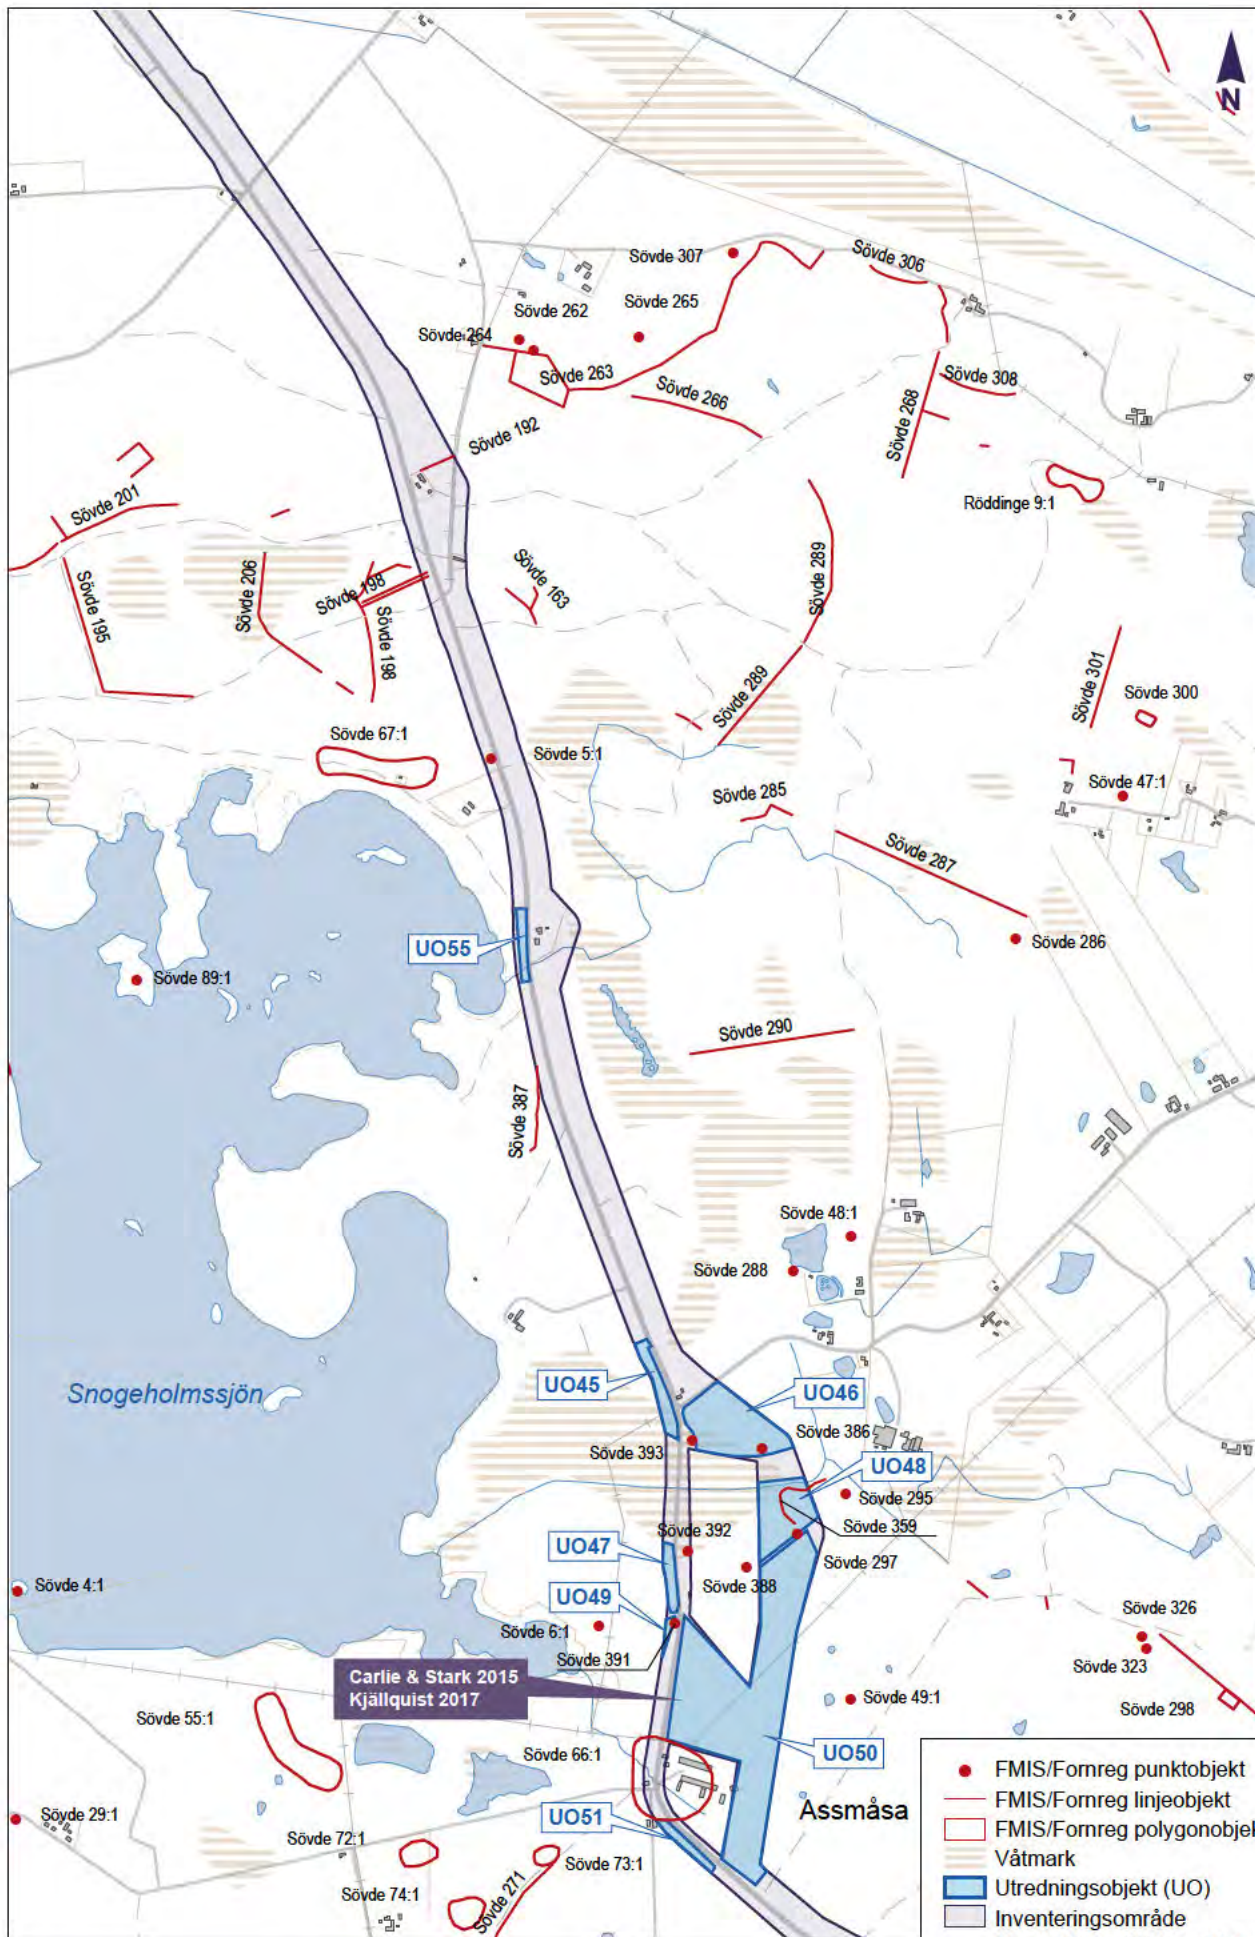 N
Sövde 307
Sövde 306
Sövde 265
Sövde 262
Sövde 264
Sövde 263
Sövde 266
Sövde 308
Sövde 268
Sövde 192
Röddinge 9:1
Sövde 201
Sövde 289
Sövde 206
Sövde 198
Sövde 163
Sövde 195
Sövde 198
Sövde 289
Sövde 301
Sövde 300
Sövde 67:1
Sövde 5:1
Sövde 47:1
Sövde 285
Sövde 287
UO55
Sövde 286
Sövde 89:1
Sövde 290
Sövde 387
Sövde 48:1
Sövde 288
Snogeholmssjön
UO45
UO46
Sövde 386
Sövde 393
UO48
Sövde 295
Sövde 359
Sövde 392
UO47
Sövde 297
Sövde 388
Sövde 4:1
UO49
Sövde 326
Sövde 6:1
Sövde 391
Sövde 323
Carlie & Stark 2015
Kjällquist 2017
Sövde 49:1
Sövde 298
Sövde 55:1
Sövde 66:1
UO50
Assmåsa
Sövde 29:1
UO51
Sövde 72:1
Sövde 73:1
Sövde 74:1
Sövde 271
FMIS/Fornreg punktobjekt
FMIS/Fornreg linjeobjekt
FMIS/Fornreg polygonobjek
Våtmark
Utredningsobjekt (UO)
Inventeringsområde